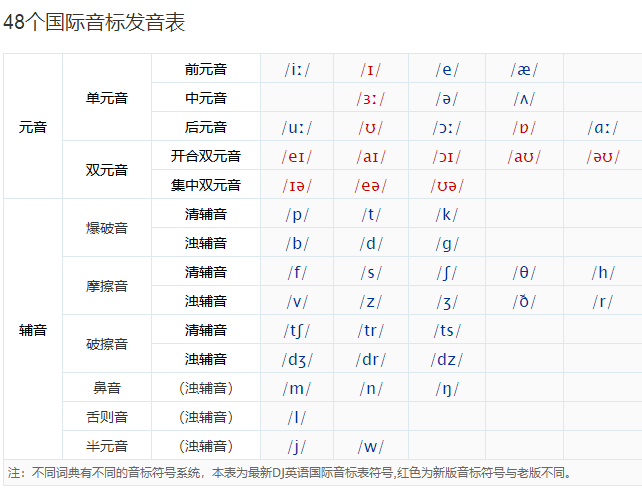 48个国际音标发音表
元音 单元音 前元音 /iː/ /ɪ/ /e/ /æ/
中元音 /ɜː/ /ə/ /ʌ/
后元音 /uː/ /ʊ/ /ɔː/ /ɒ/ /ɑː/
双元音 开合双元音 /eɪ/ /aɪ/ /ɔɪ/ /aʊ/ /əʊ/
集中双元音 /ɪə/ /eə/ /ʊə/
辅音 爆破音 清辅音 /p/ /t/ /k/
浊辅音 /b/ /d/ /g/
摩擦音 清辅音 /f/ /s/ /ʃ/ /θ/ /h/
浊辅音 /v/ /z/ /ʒ/ /ð/ /r/
破擦音 清辅音 /tʃ/ /tr/ /ts/
浊辅音 /dʒ/ /dr/ /dz/
鼻音 （浊辅音） /m/ /n/ /ŋ/
舌则音 （浊辅音） /l/
半元音 （浊辅音） /j/ /w/
注：不同词典有不同的音标符号系统，本表为最新DJ英语国际音标表符号,红色为新版音标符号与老版不同。